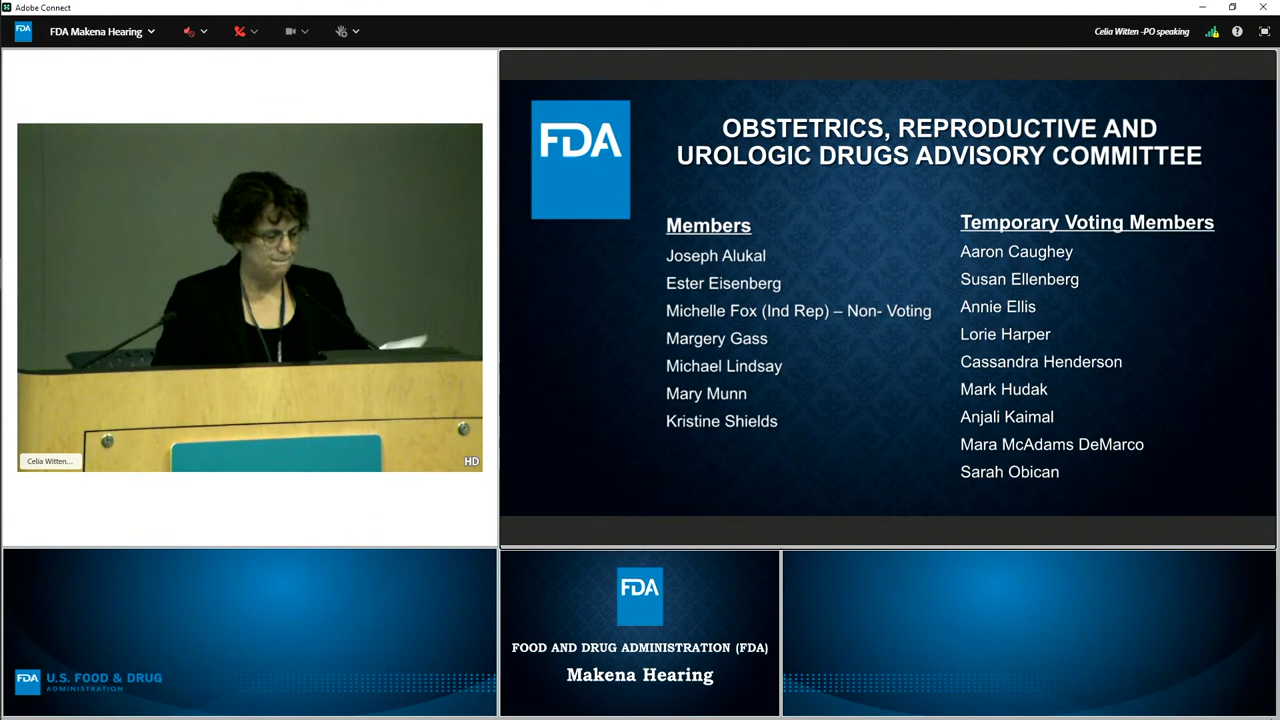 Adobe Connect
FDA
FDA Makena Hearing
Celia Witten -PO speaking
Celia Witten...
HD
FDA
OBSTETRICS, REPRODUCTIVE AND
UROLOGIC DRUGS ADVISORY COMMITTEE
Members
Joseph Alukal
Ester Eisenberg
Michelle Fox (Ind Rep) – Non- Voting
Margery Gass
Michael Lindsay
Mary Munn
Kristine Shields
Temporary Voting Members
Aaron Caughey
Susan Ellenberg
Annie Ellis
Lorie Harper
Cassandra Henderson
Mark Hudak
Anjali Kaimal
Mara McAdams DeMarco
Sarah Obican
FDA
U.S. FOOD & DRUG
ADMINISTRATION
FDA
FOOD AND DRUG ADMINISTRATION (FDA)
Makena Hearing